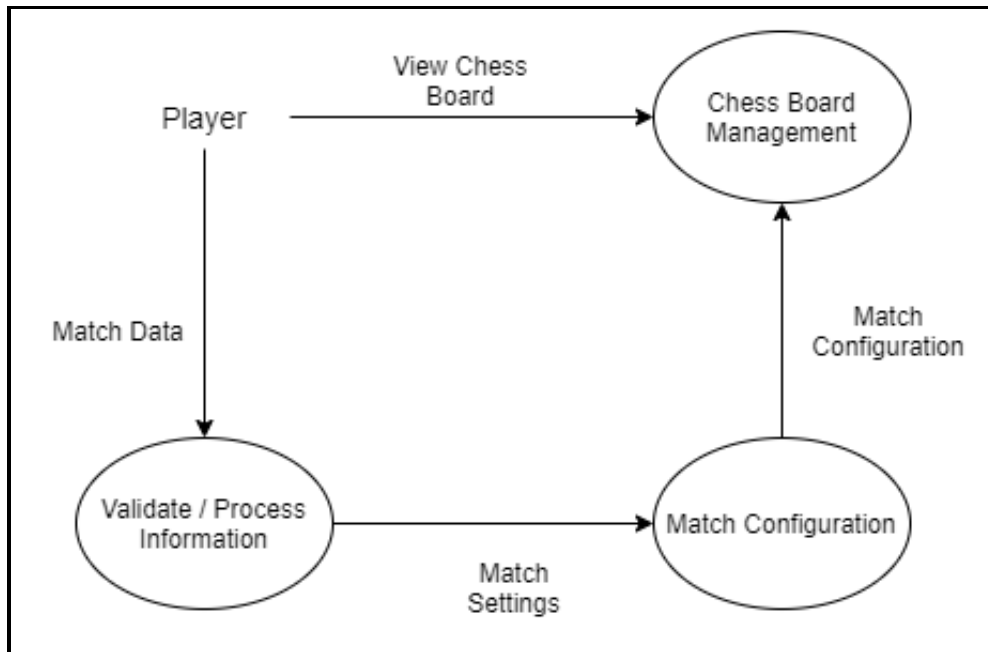 View Chess
Board
Player
Chess Board
Management
Match Data
Match
Configuration
Validate / Process
Information
Match Configuration
Match
Settings